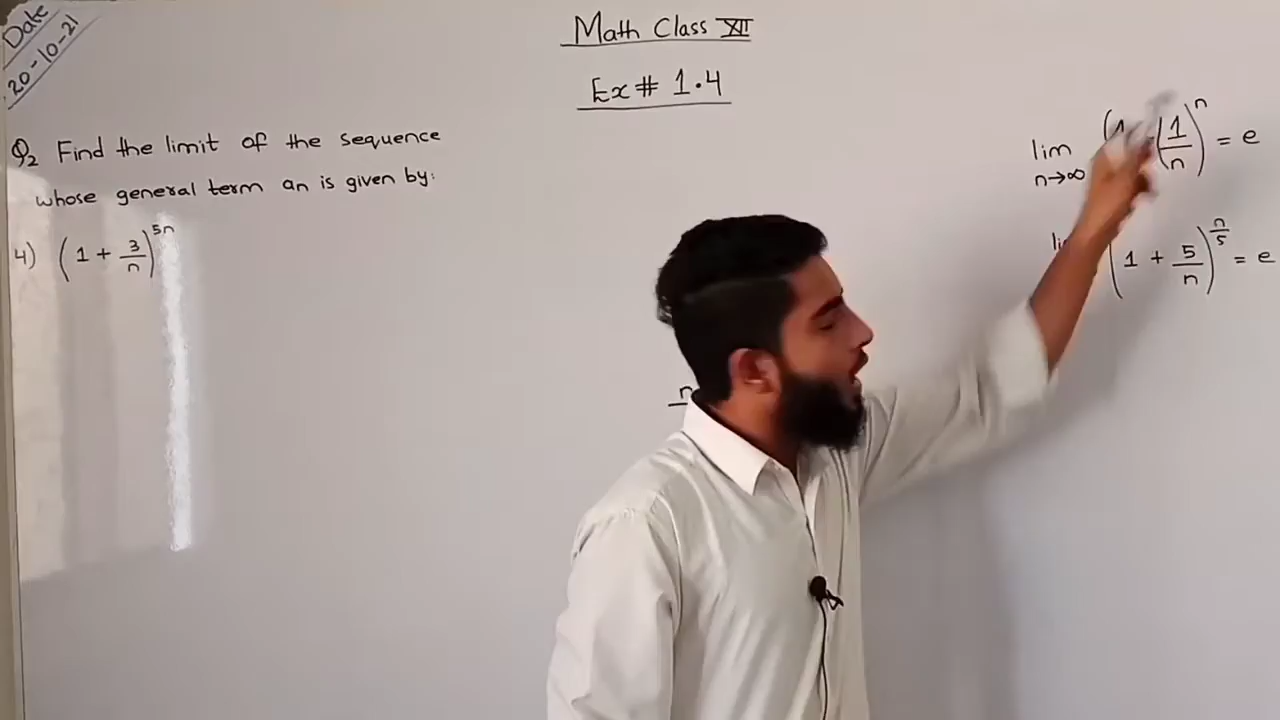 Date
20-10-21
Math Class XII
Ex# 1.4
Q2 Find the limit of the sequence
whose general term an is given by:
4) (1 + 3/n)^5n
lim n→∞ (1 + 1/n)^n = e
(1 + 5/n)^n/5 = e
n